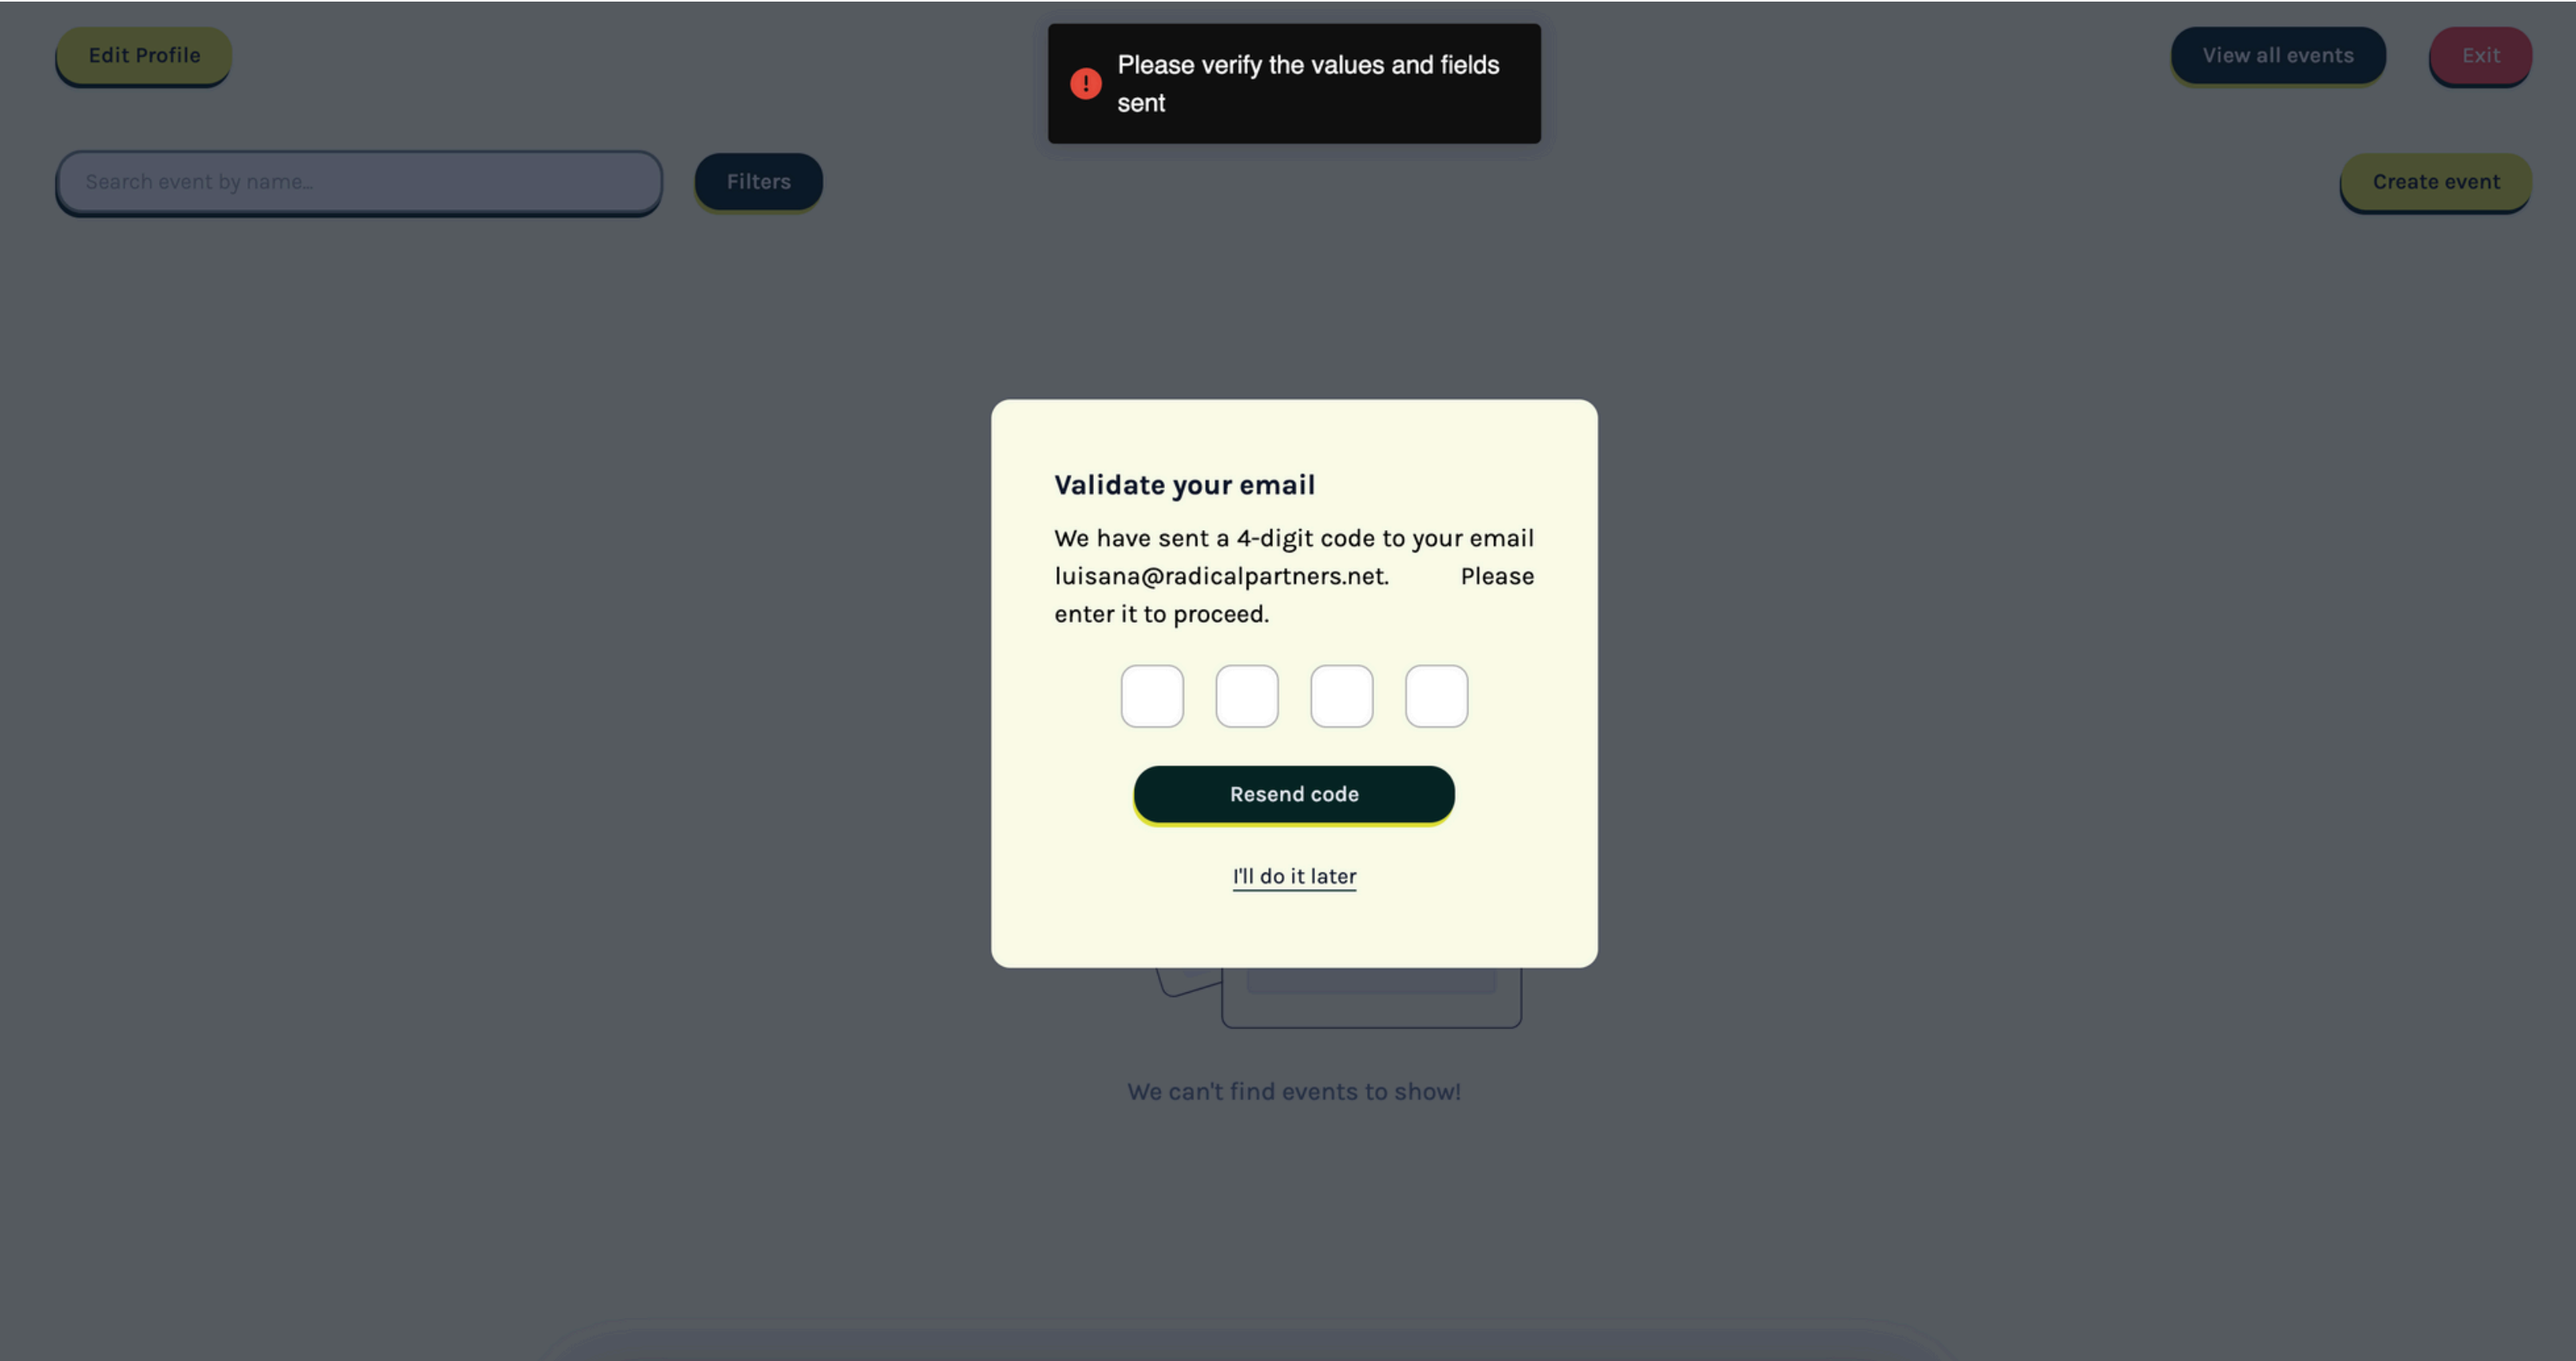 Edit Profile
Please verify the values and fields
sent
View all events
Exit
Search event by name...
Filters
Create event
Validate your email
We have sent a 4-digit code to your email
luisana@radicalpartners.net. Please
enter it to proceed.
Resend code
I'll do it later
We can't find events to show!